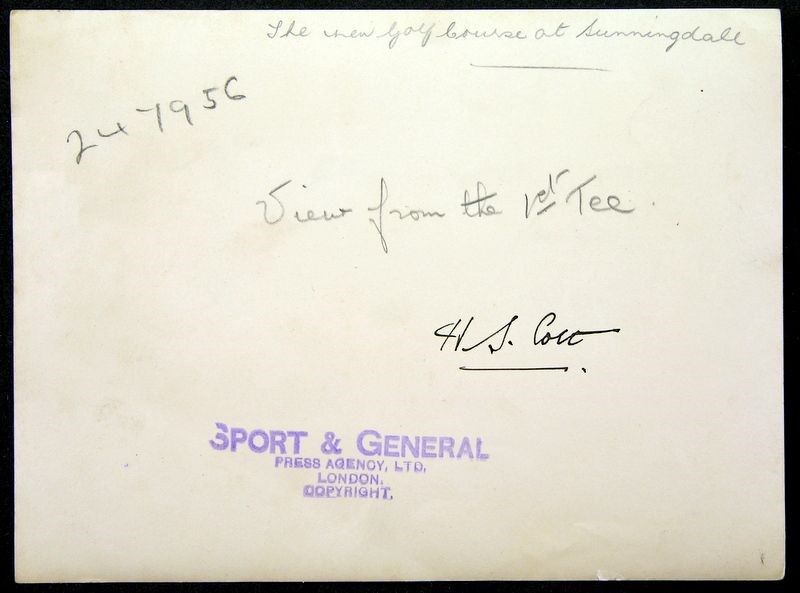 The new Golf Course at Sunningdale
247956
View from the 1st Tee.
H. S. Colt
SPORT & GENERAL
PRESS AGENCY, LTD.
LONDON.
COPYRIGHT.